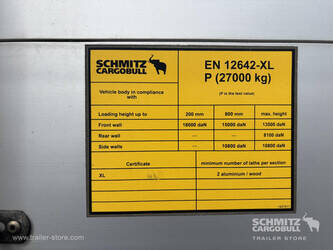 SCHMITZ
CARGOBULL
EN 12642-XL
P (27000 kg)
Vehicle body in compliance
with
(P is the test value)
Loading height up to 200 mm 800 mm max. height
Front wall 16000 daN 15000 daN 13500 daN
Rear wall — — 8100 daN
Side walls — 10800 daN 10800 daN
Certificate minimum number of laths per section
XL 2 aluminium / wood
SCHMITZ
CARGOBULL
TRAILER STORE
www.trailer-store.com